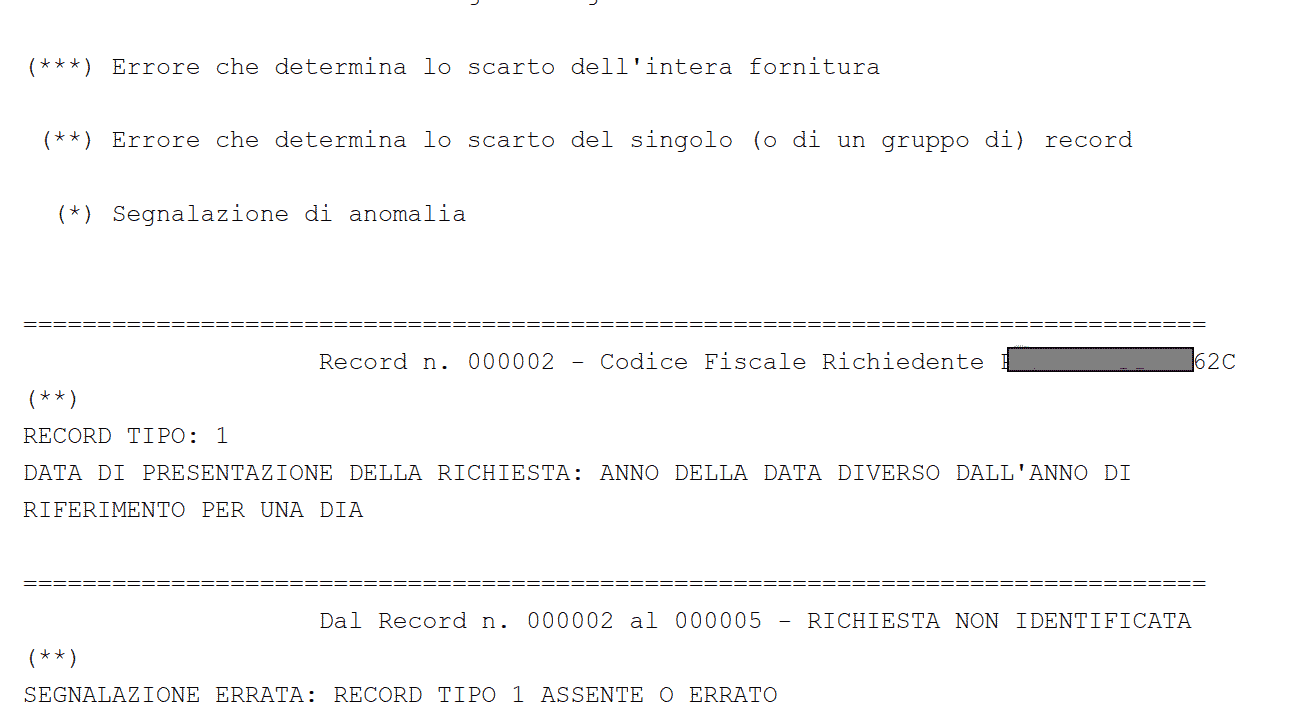 (***) Errore che determina lo scarto dell'intera fornitura
(**) Errore che determina lo scarto del singolo (o di un gruppo di) record
(*) Segnalazione di anomalia
================================================================================
Record n. 000002 - Codice Fiscale Richiedente 62C
(**)
RECORD TIPO: 1
DATA DI PRESENTAZIONE DELLA RICHIESTA: ANNO DELLA DATA DIVERSO DALL'ANNO DI
RIFERIMENTO PER UNA DIA
================================================================================
Dal Record n. 000002 al 000005 - RICHIESTA NON IDENTIFICATA
(**)
SEGNALAZIONE ERRATA: RECORD TIPO 1 ASSENTE O ERRATO